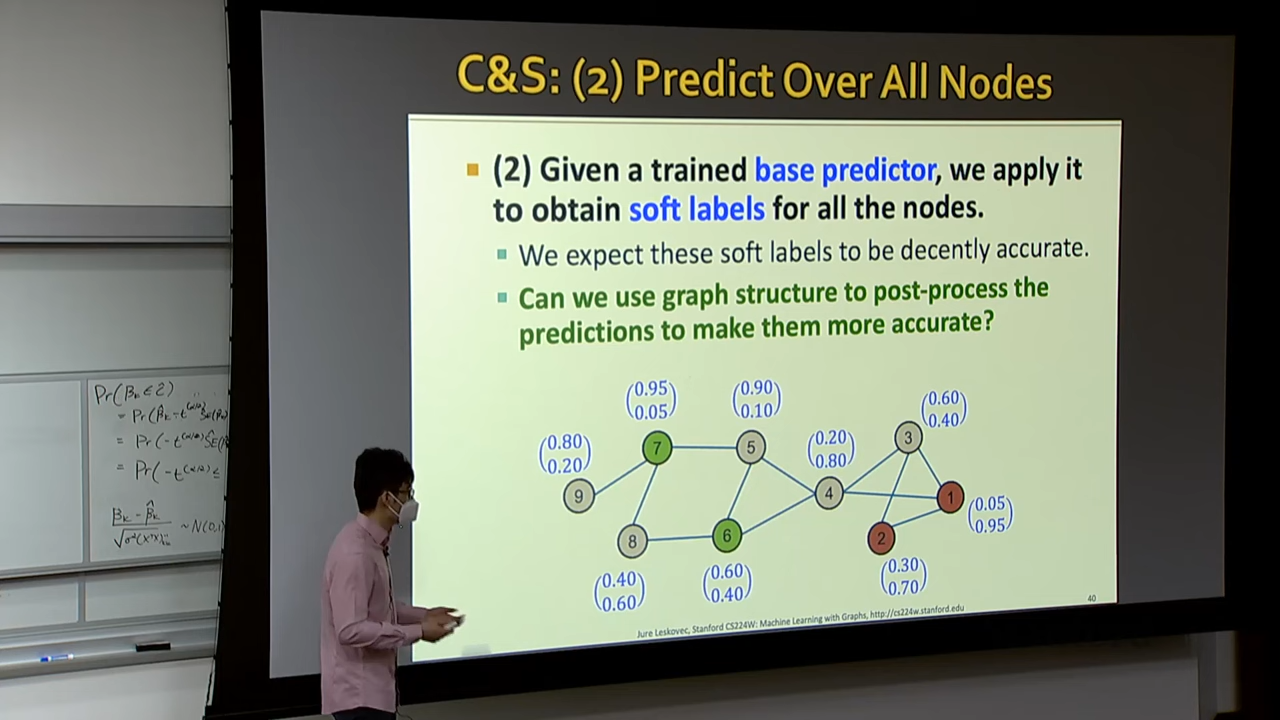 C&S: (2) Predict Over All Nodes
(2) Given a trained base predictor, we apply it
to obtain soft labels for all the nodes.
We expect these soft labels to be decently accurate.
Can we use graph structure to post-process the
predictions to make them more accurate?
(0.95
0.05)
(0.90
0.10)
(0.60
0.40)
(0.80
0.20)
(0.20
0.80)
7
5
3
9
4
1
(0.05
0.95)
8
6
2
(0.40
0.60)
(0.60
0.40)
(0.30
0.70)
40
Jure Leskovec, Stanford CS224W: Machine Learning with Graphs, http://cs224w.stanford.edu
= Pr(
= Pr(
= Pr(
~ N(0,